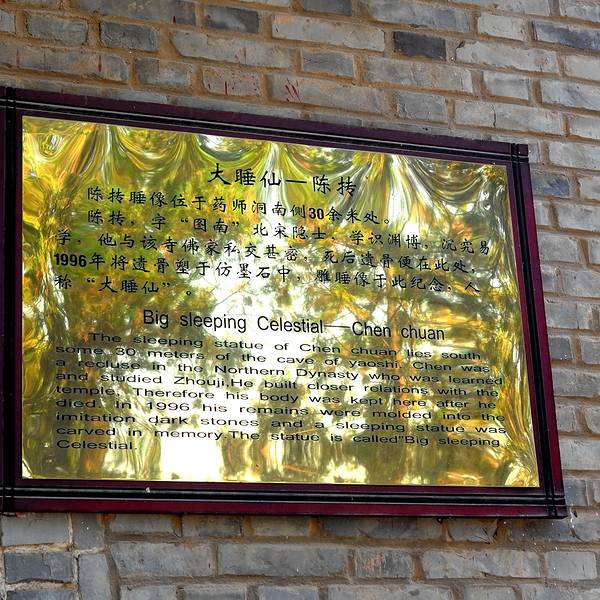 大睡仙—陈抟
陈抟睡像位于药师洞南侧30余米处。
陈抟，字“图南”北宋隐士，学识渊博，沉究易
学，他与该寺佛家私交甚密，死后遗骨便在此处，
1996年将遗骨塑于仿墨石中，雕睡像于此纪念，人
称“大睡仙”。
Big sleeping Celestial—Chen chuan
The sleeping statue of Chen chuan lies south
some 30 meters of the cave of yaoshi. Chen was
a recluse in the Northern Dynasty who was learned
and studied Zhouji.He built closer relations with the
temple. Therefore his body was kept here after he
died in 1996 his remains were molded into the
imitation dark stones and a sleeping statue was
carved in memory.The statue is called"Big sleeping
Celestial.